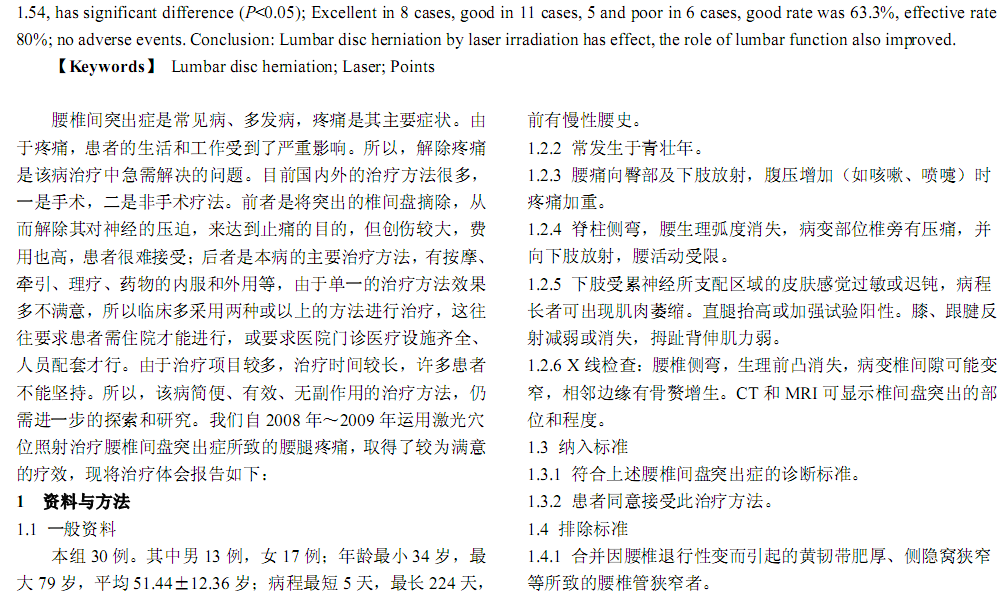 1.54, has significant difference (P<0.05); Excellent in 8 cases, good in 11 cases, 5 and poor in 6 cases, good rate was 63.3%, effective rate
80%; no adverse events. Conclusion: Lumbar disc herniation by laser irradiation has effect, the role of lumbar function also improved.
【Keywords】 Lumbar disc herniation; Laser; Points
腰椎间突出症是常见病、多发病，疼痛是其主要症状。由
于疼痛，患者的生活和工作受到了严重影响。所以，解除疼痛
是该病治疗中急需解决的问题。目前国内外的治疗方法很多，
一是手术，二是非手术疗法。前者是将突出的椎间盘摘除，从
而解除其对神经的压迫，来达到止痛的目的，但创伤较大，费
用也高，患者很难接受；后者是本病的主要治疗方法，有按摩、
牵引、理疗、药物的内服和外用等，由于单一的治疗方法效果
多不满意，所以临床多采用两种或以上的方法进行治疗，这往
往要求患者需住院才能进行，或要求医院门诊医疗设施齐全、
人员配套才行。由于治疗项目较多，治疗时间较长，许多患者
不能坚持。所以，该病简便、有效、无副作用的治疗方法，仍
需进一步的探索和研究。我们自 2008 年～2009 年运用激光穴
位照射治疗腰椎间盘突出症所致的腰腿疼痛，取得了较为满意
的疗效，现将治疗体会报告如下：
1 资料与方法
1.1 一般资料
本组 30 例。其中男 13 例，女 17 例；年龄最小 34 岁，最
大 79 岁，平均 51.44±12.36 岁；病程最短 5 天，最长 224 天，
前有慢性腰史。
1.2.2 常发生于青壮年。
1.2.3 腰痛向臀部及下肢放射，腹压增加（如咳嗽、喷嚏）时
疼痛加重。
1.2.4 脊柱侧弯，腰生理弧度消失，病变部位椎旁有压痛，并
向下肢放射，腰活动受限。
1.2.5 下肢受累神经所支配区域的皮肤感觉过敏或迟钝，病程
长者可出现肌肉萎缩。直腿抬高或加强试验阳性。膝、跟腱反
射减弱或消失，拇趾背伸肌力弱。
1.2.6 X 线检查：腰椎侧弯，生理前凸消失，病变椎间隙可能变
窄，相邻边缘有骨赘增生。CT 和 MRI 可显示椎间盘突出的部
位和程度。
1.3 纳入标准
1.3.1 符合上述腰椎间盘突出症的诊断标准。
1.3.2 患者同意接受此治疗方法。
1.4 排除标准
1.4.1 合并因腰椎退行性变而引起的黄韧带肥厚、侧隐窝狭窄
等所致的腰椎管狭窄者。